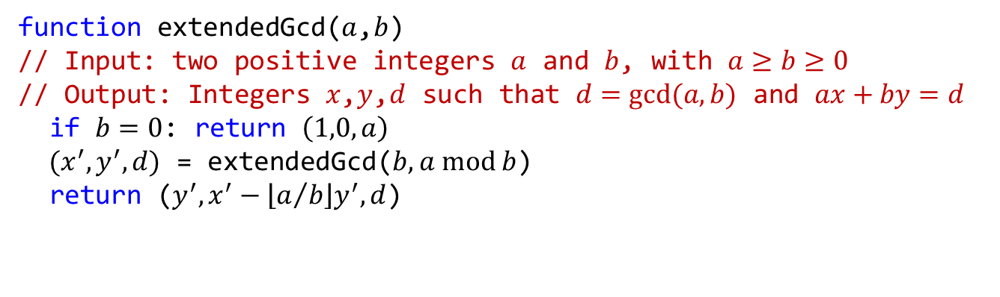 function extendedGcd(a,b)
// Input: two positive integers a and b, with a ≥ b ≥ 0
// Output: Integers x,y,d such that d = gcd(a,b) and ax + by = d
if b = 0: return (1,0,a)
(x′,y′,d) = extendedGcd(b,a mod b)
return (y′,x′ − ⌊a/b⌋y′,d)